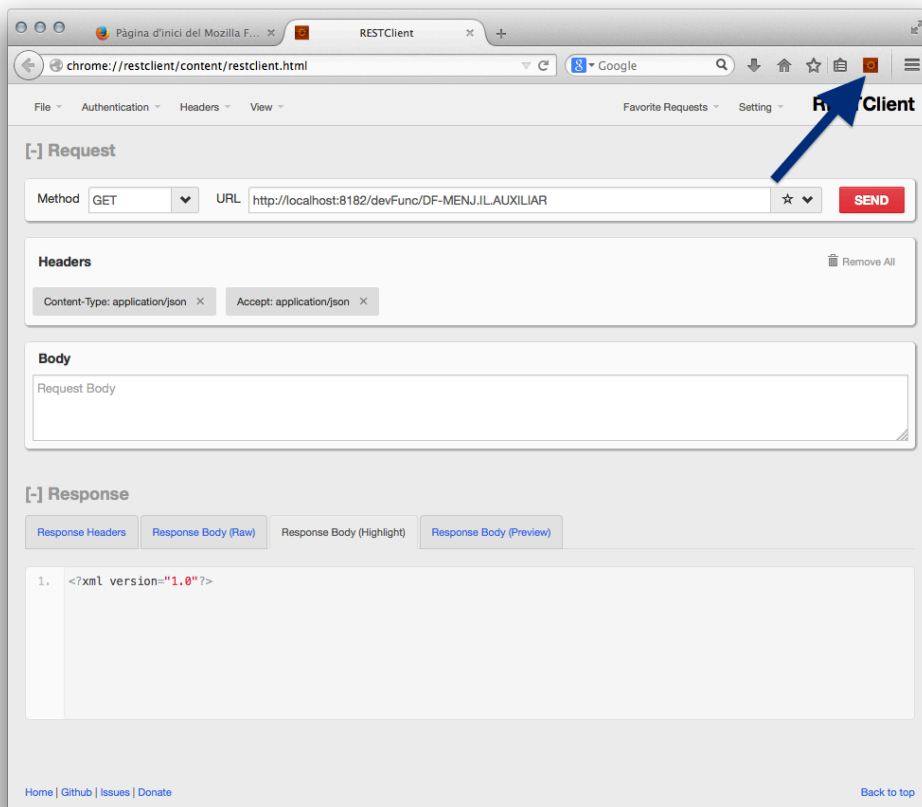 Pàgina d'inici del Mozilla F... × RESTClient × +
chrome://restclient/content/restclient.html 8 Google
File Authentication Headers View Favorite Requests Setting RESTClient
[-] Request
Method GET URL http://localhost:8182/devFunc/DF-MENJ.IL.AUXILIAR SEND
Headers Remove All
Content-Type: application/json × Accept: application/json ×
Body
Request Body
[-] Response
Response Headers Response Body (Raw) Response Body (Highlight) Response Body (Preview)
1. <?xml version="1.0"?>
Home | Github | Issues | Donate Back to top